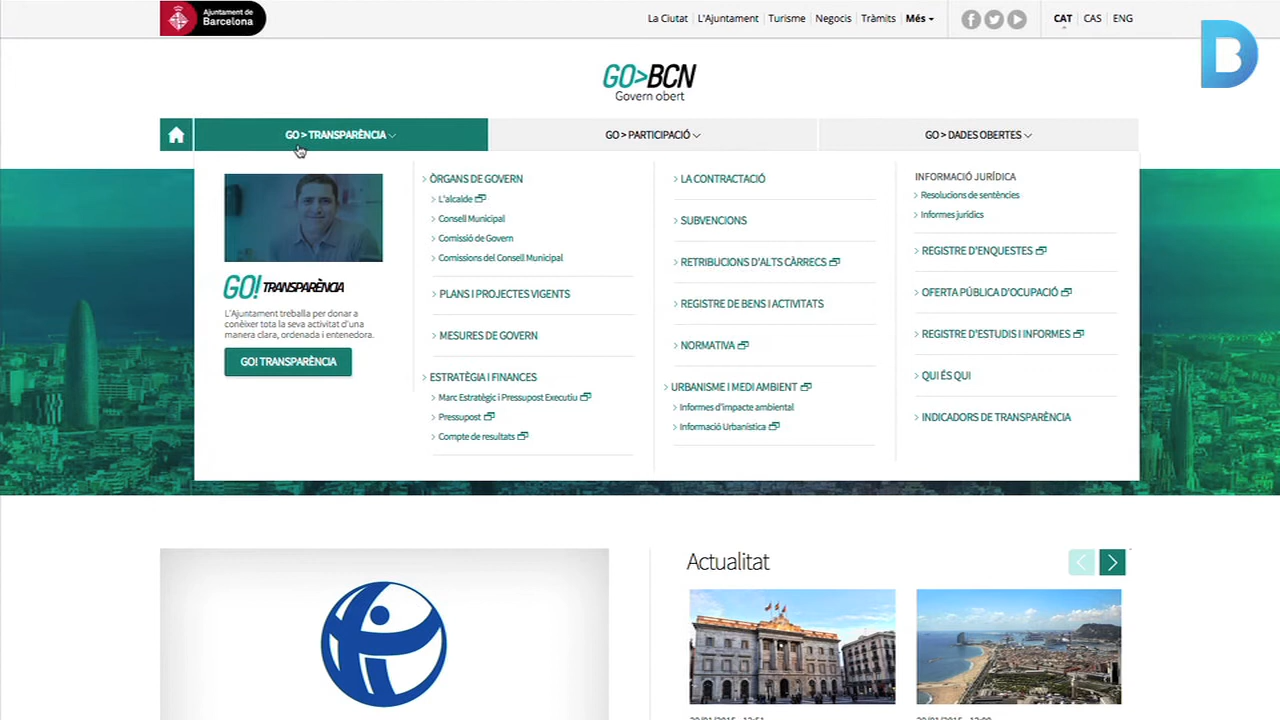 Ajuntament de
Barcelona
La Ciutat
L'Ajuntament
Turisme
Negocis
Tràmits
Més
CAT
CAS
ENG
B
GO>BCN
Govern obert
GO > TRANSPARÈNCIA
GO > PARTICIPACIÓ
GO > DADES OBERTES
GO! TRANSPARÈNCIA
L'Ajuntament treballa per donar a
conèixer tota la seva activitat d'una
manera clara, ordenada i entenedora.
GO! TRANSPARÈNCIA
ÒRGANS DE GOVERN
L'alcalde
Consell Municipal
Comissió de Govern
Comissions del Consell Municipal
PLANS I PROJECTES VIGENTS
MESURES DE GOVERN
ESTRATÈGIA I FINANCES
Marc Estratègic i Pressupost Executiu
Pressupost
Compte de resultats
LA CONTRACTACIÓ
SUBVENCIONS
RETRIBUCIONS D'ALTS CÀRRECS
REGISTRE DE BENS I ACTIVITATS
NORMATIVA
URBANISME I MEDI AMBIENT
Informes d'impacte ambiental
Informació Urbanística
INFORMACIÓ JURÍDICA
Resolucions de sentències
Informes jurídics
REGISTRE D'ENQUESTES
OFERTA PÚBLICA D'OCUPACIÓ
REGISTRE D'ESTUDIS I INFORMES
QUI ÉS QUI
INDICADORS DE TRANSPARÈNCIA
Actualitat